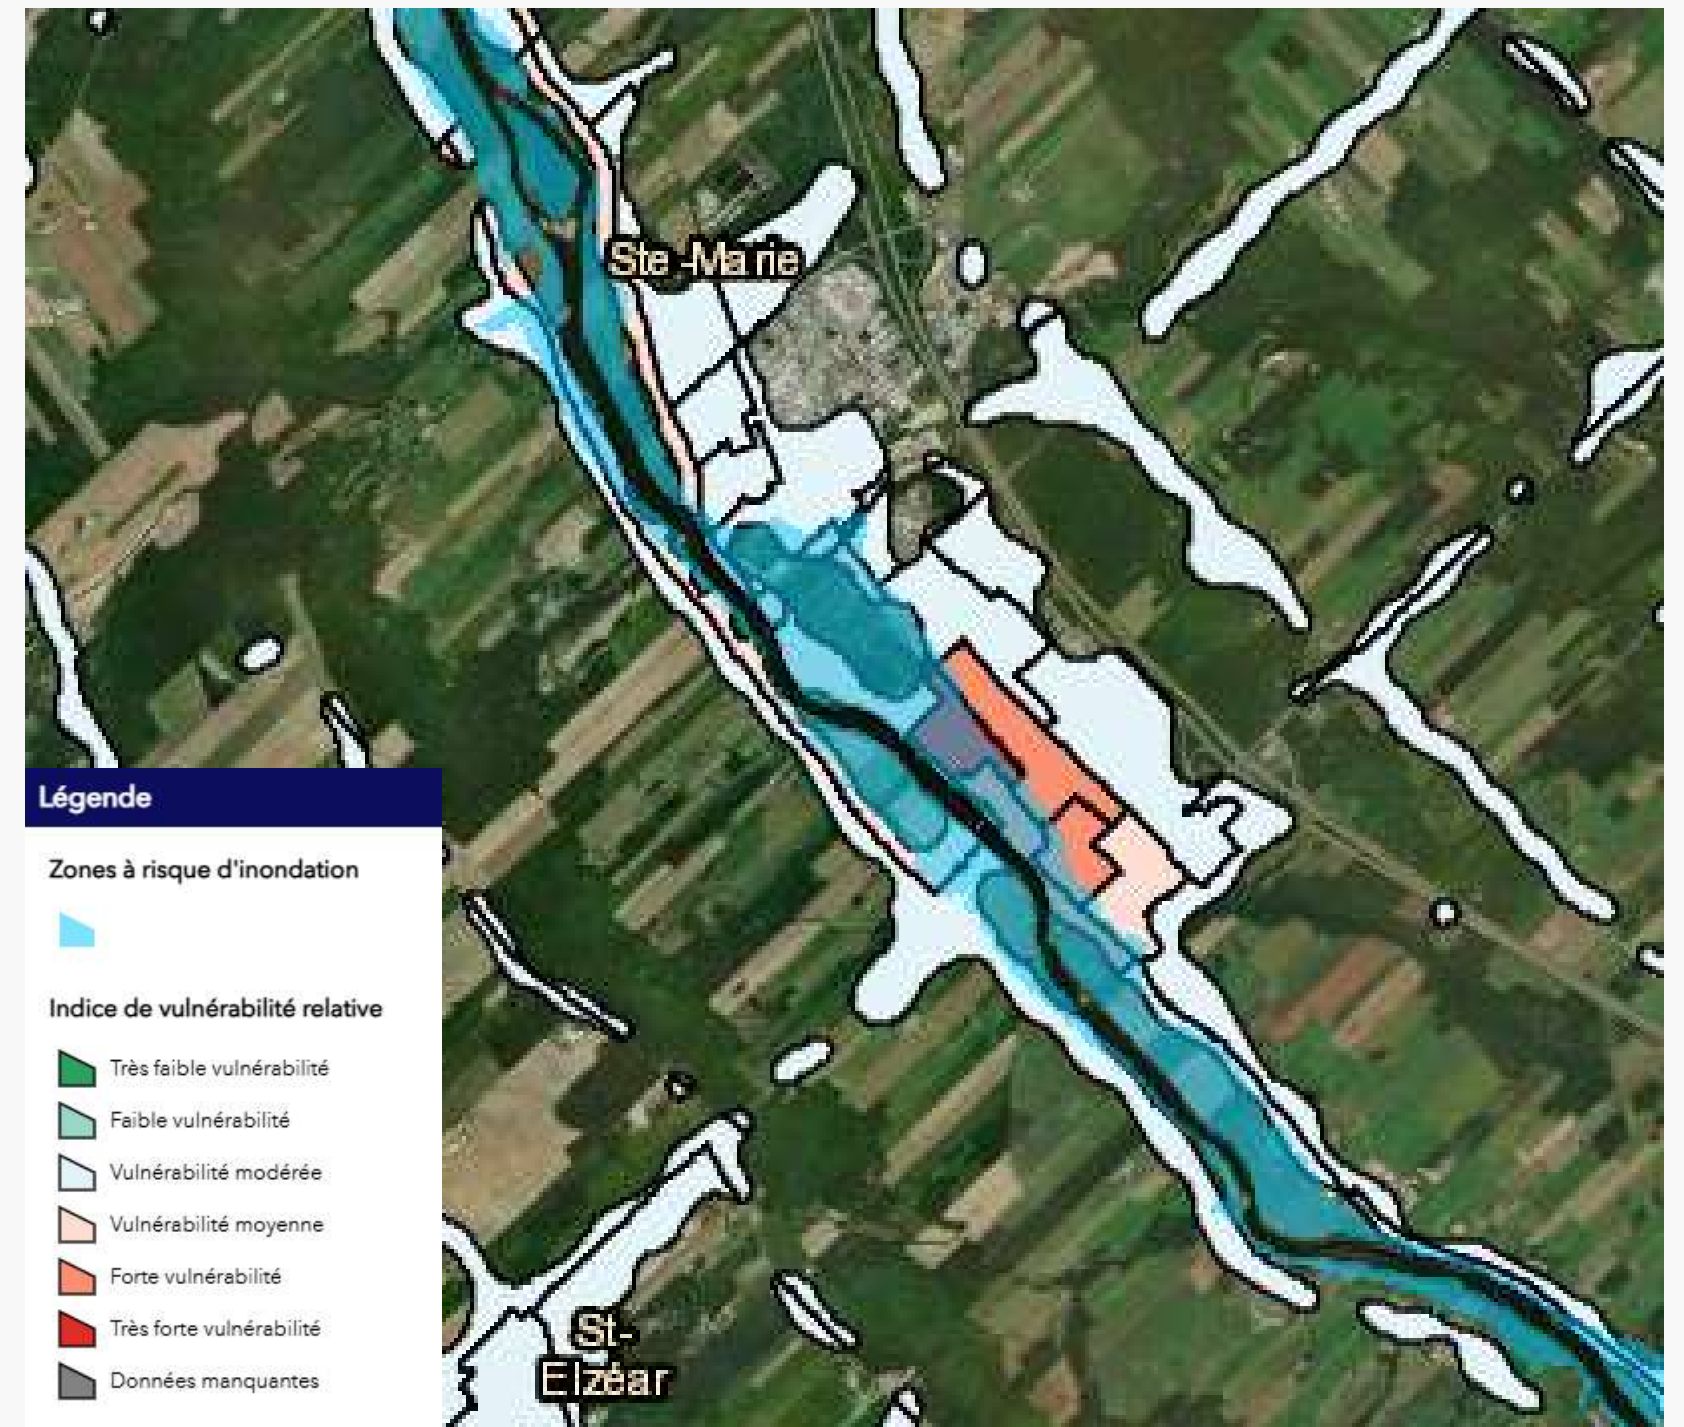 Ste-Marie
Légende
Zones à risque d'inondation
Indice de vulnérabilité relative
Très faible vulnérabilité
Faible vulnérabilité
Vulnérabilité modérée
Vulnérabilité moyenne
Forte vulnérabilité
Très forte vulnérabilité
Données manquantes
St-
Elzéar